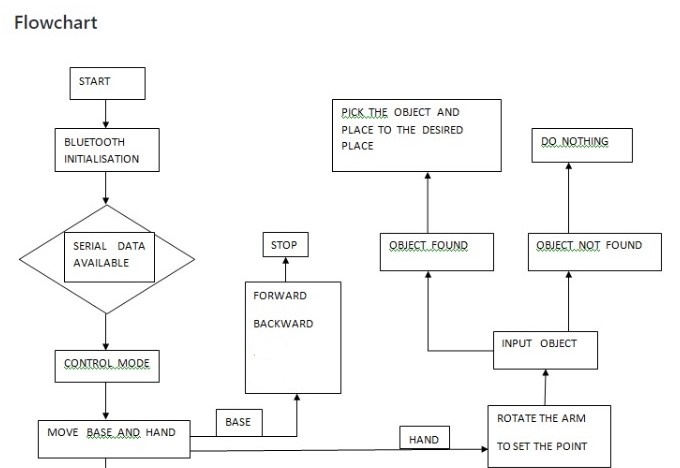 Flowchart
START
BLUETOOTH
INITIALISATION
SERIAL DATA
AVAILABLE
CONTROL MODE
MOVE BASE AND HAND
BASE
FORWARD
BACKWARD
STOP
HAND
ROTATE THE ARM
TO SET THE POINT
INPUT OBJECT
OBJECT FOUND
OBJECT NOT FOUND
PICK THE OBJECT AND
PLACE TO THE DESIRED
PLACE
DO NOTHING